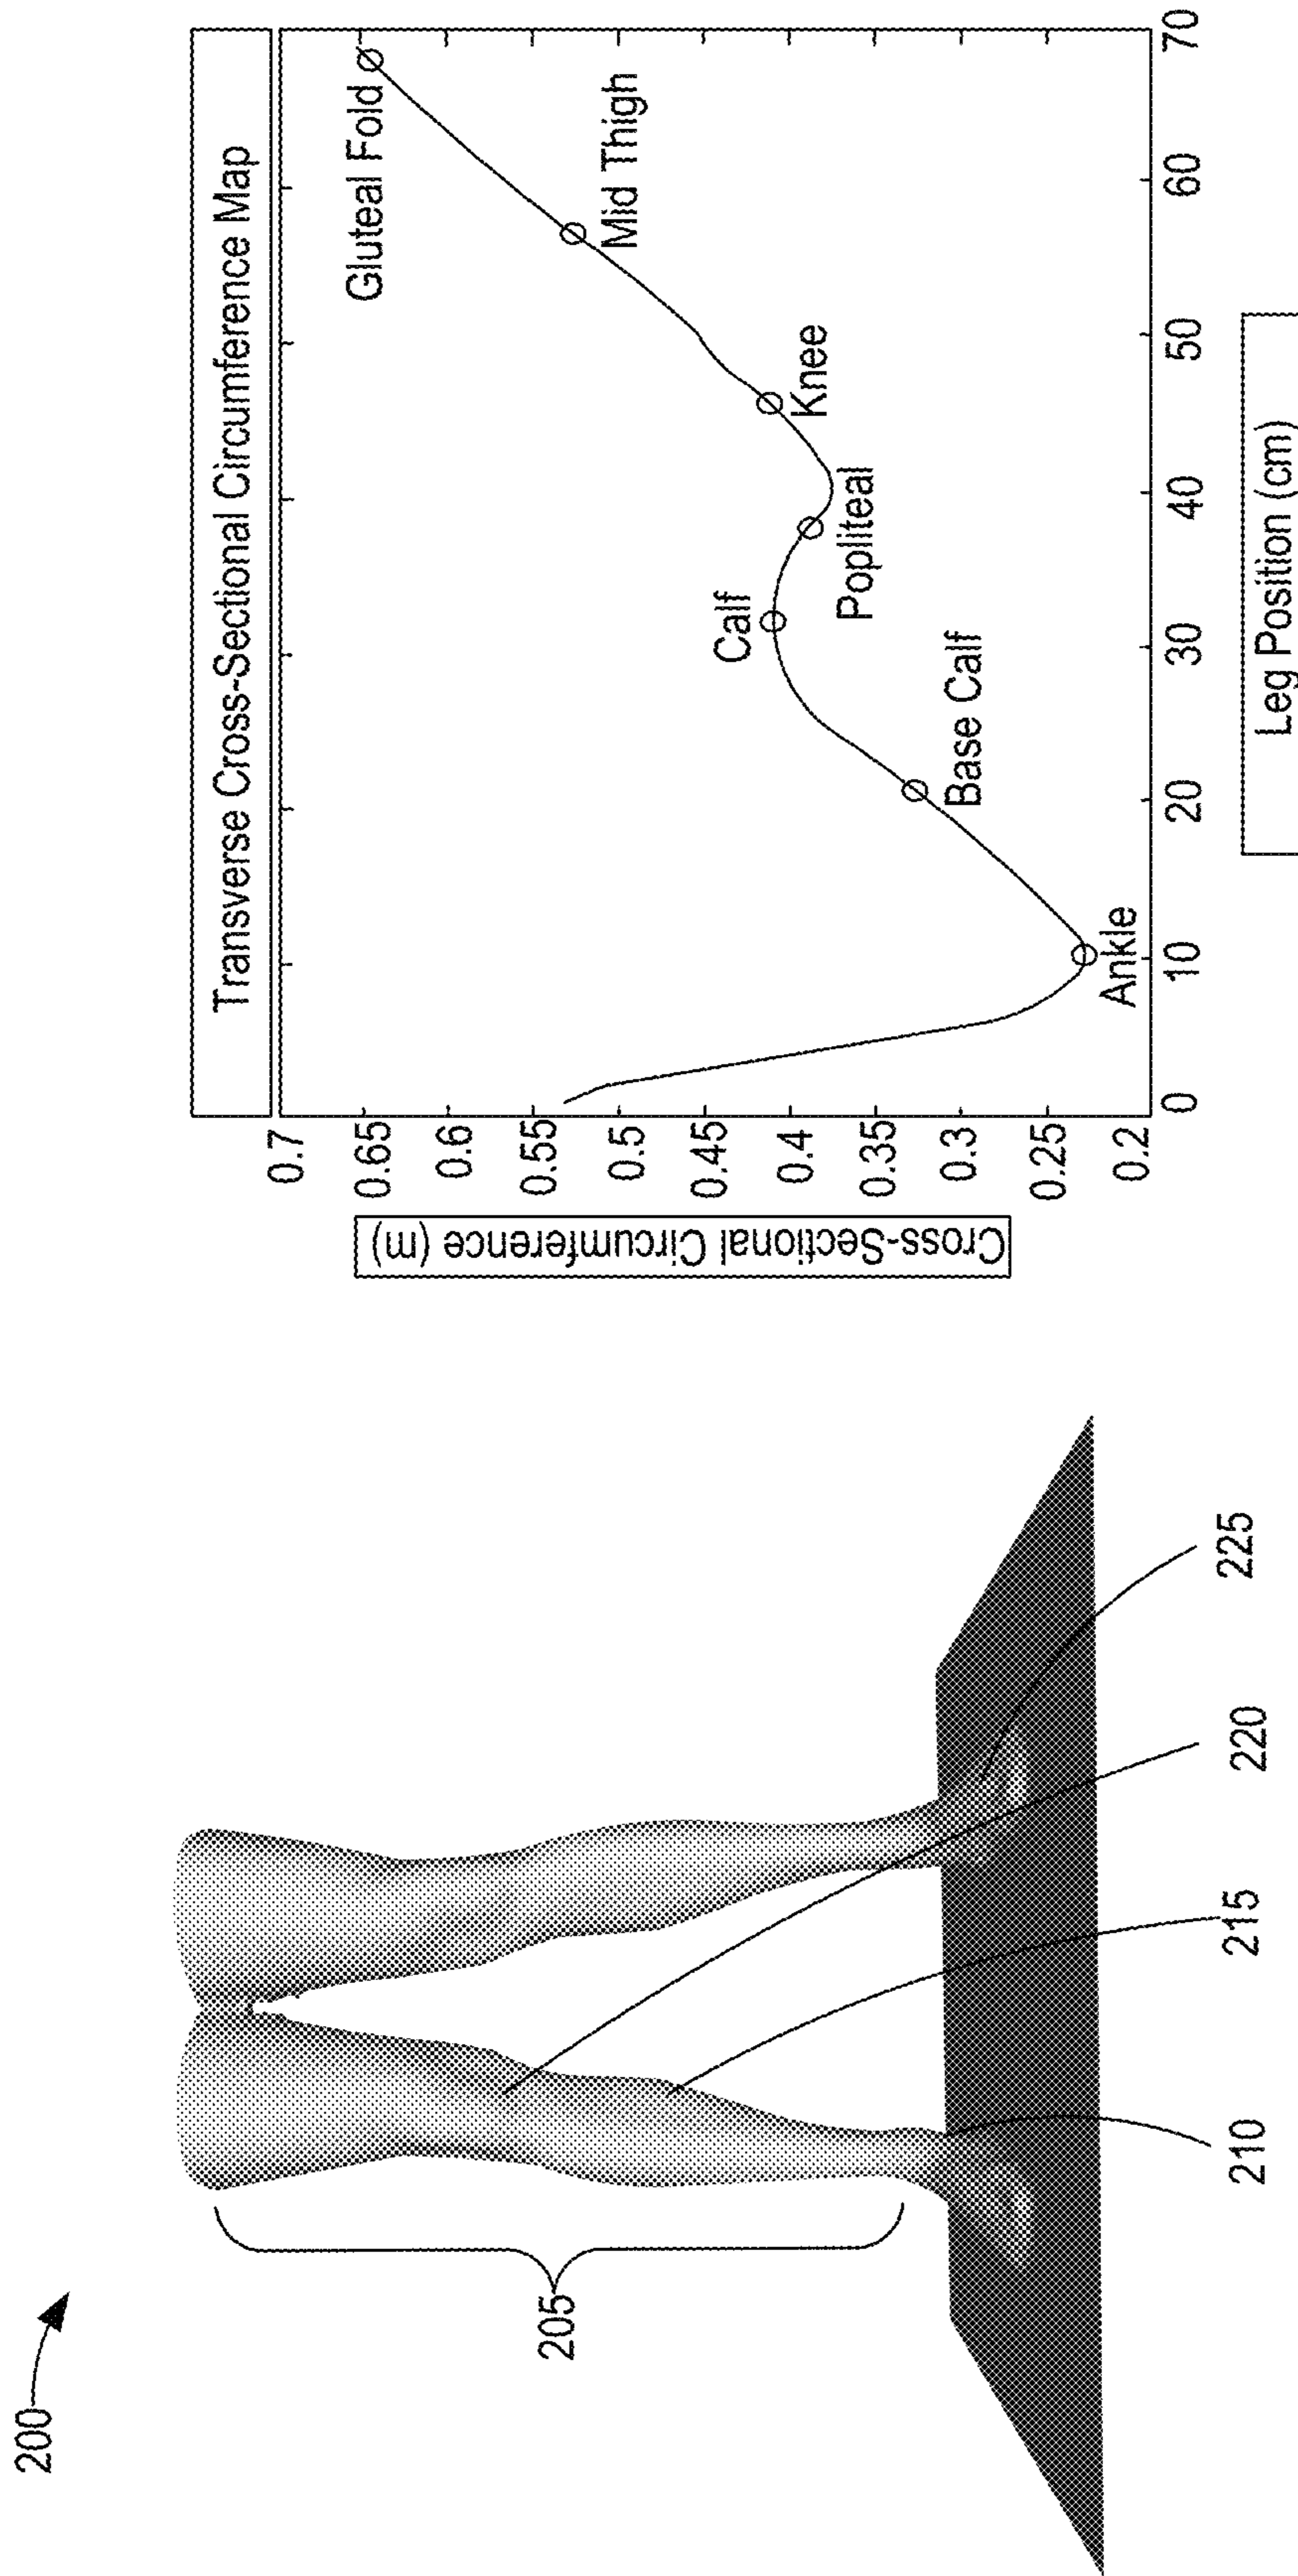 200
205
210
215
220
225
Transverse Cross-Sectional Circumference Map
Cross-Sectional Circumference (m)
0.7
0.65
0.6
0.55
0.5
0.45
0.4
0.35
0.3
0.25
0.2
Gluteal Fold
Mid Thigh
Knee
Calf
Popliteal
Base Calf
Ankle
0 10 20 30 40 50 60 70
Leg Position (cm)